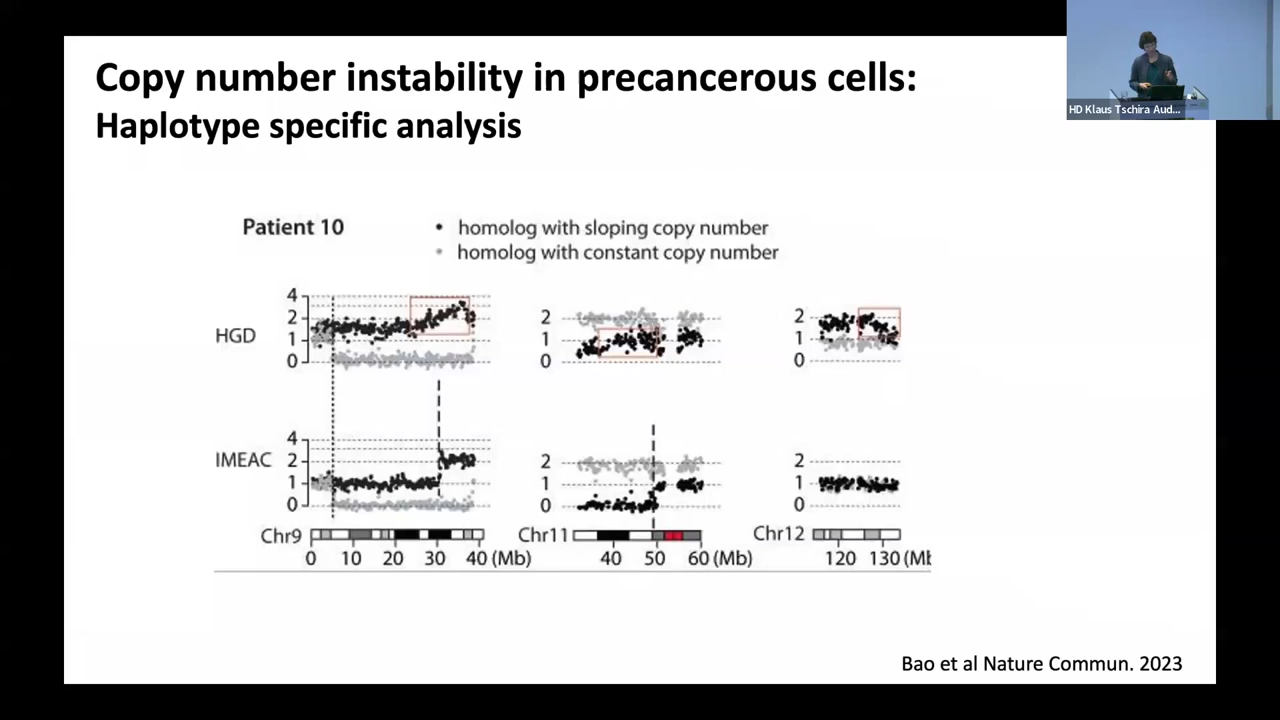 Copy number instability in precancerous cells:
Haplotype specific analysis
HD Klaus Tschira Aud...
Patient 10
• homolog with sloping copy number
• homolog with constant copy number
HGD
4
2
1
0
2
1
0
2
1
0
IMEAC
4
2
1
0
2
1
0
2
1
0
Chr9
0 10 20 30 40 (Mb)
Chr11
40 50 60 (Mb)
Chr12
120 130 (Mb
Bao et al Nature Commun. 2023